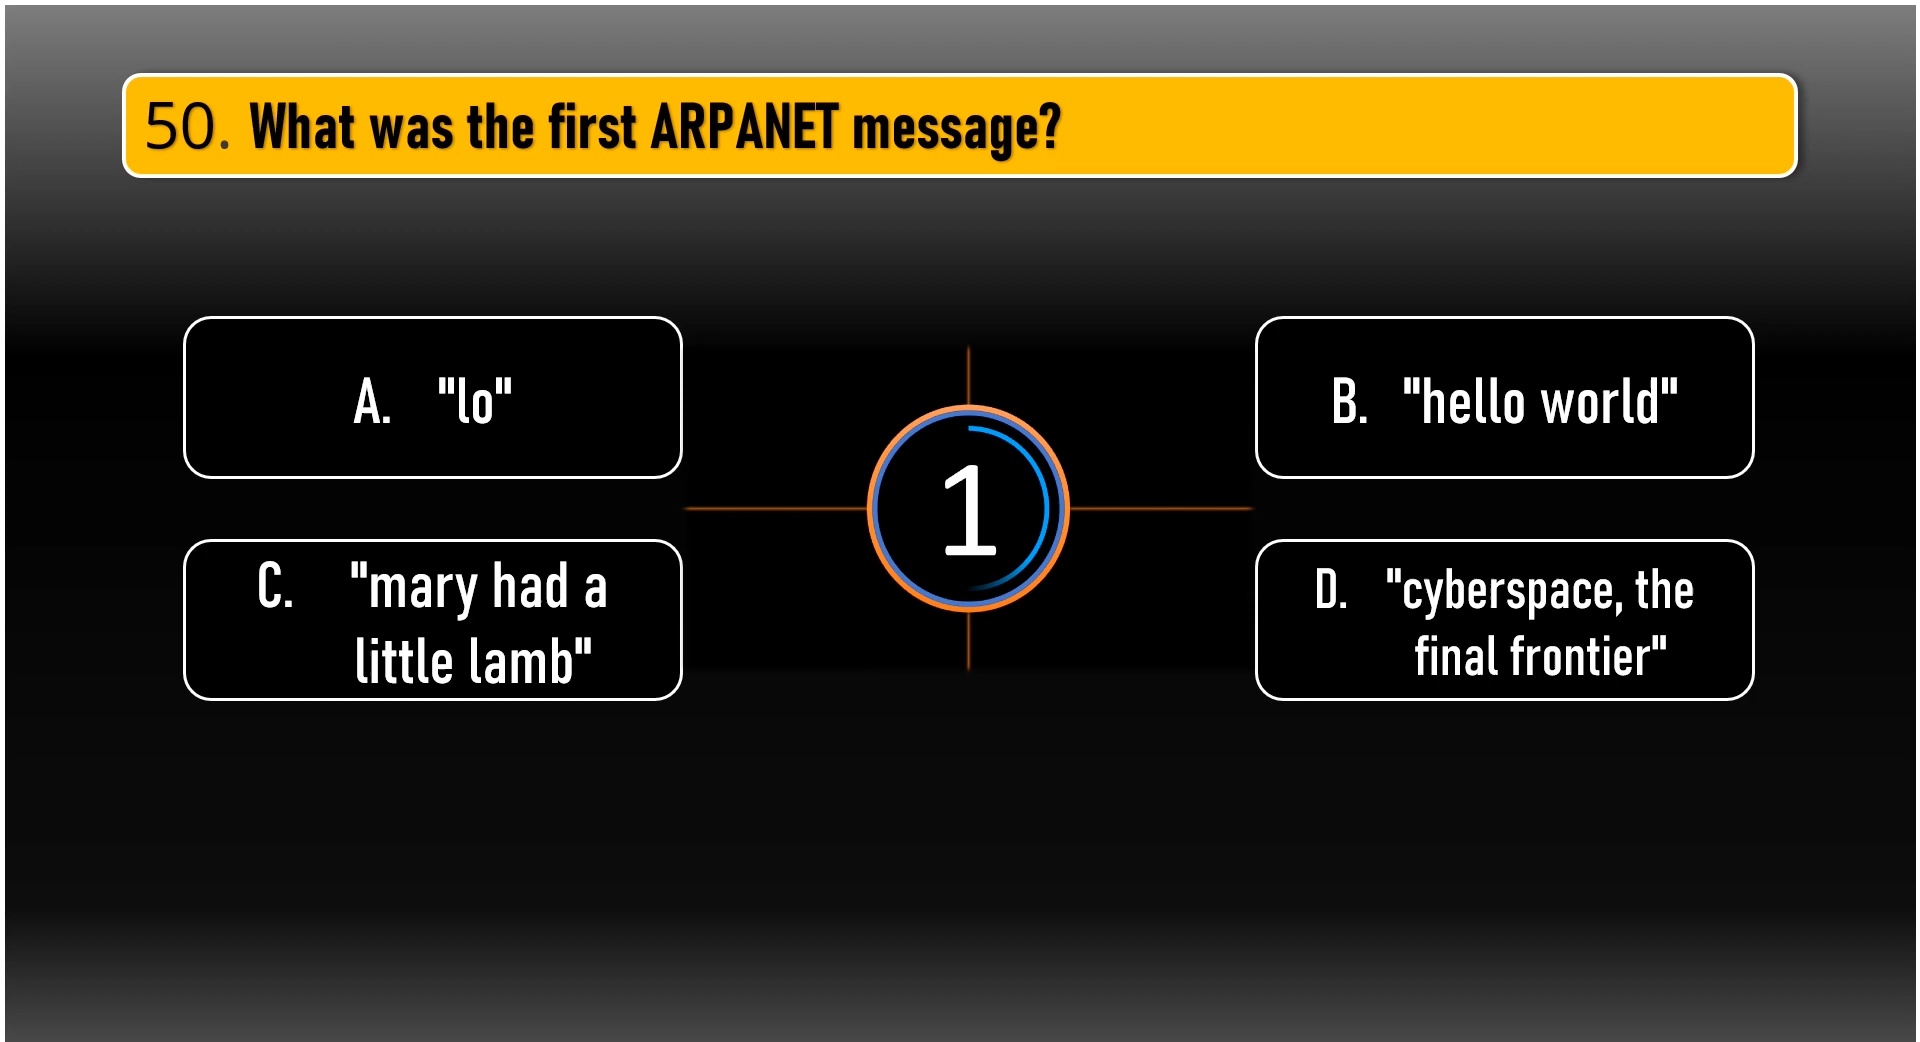 50. What was the first ARPANET message?
A. "lo"
B. "hello world"
1
C. "mary had a
little lamb"
D. "cyberspace, the
final frontier"